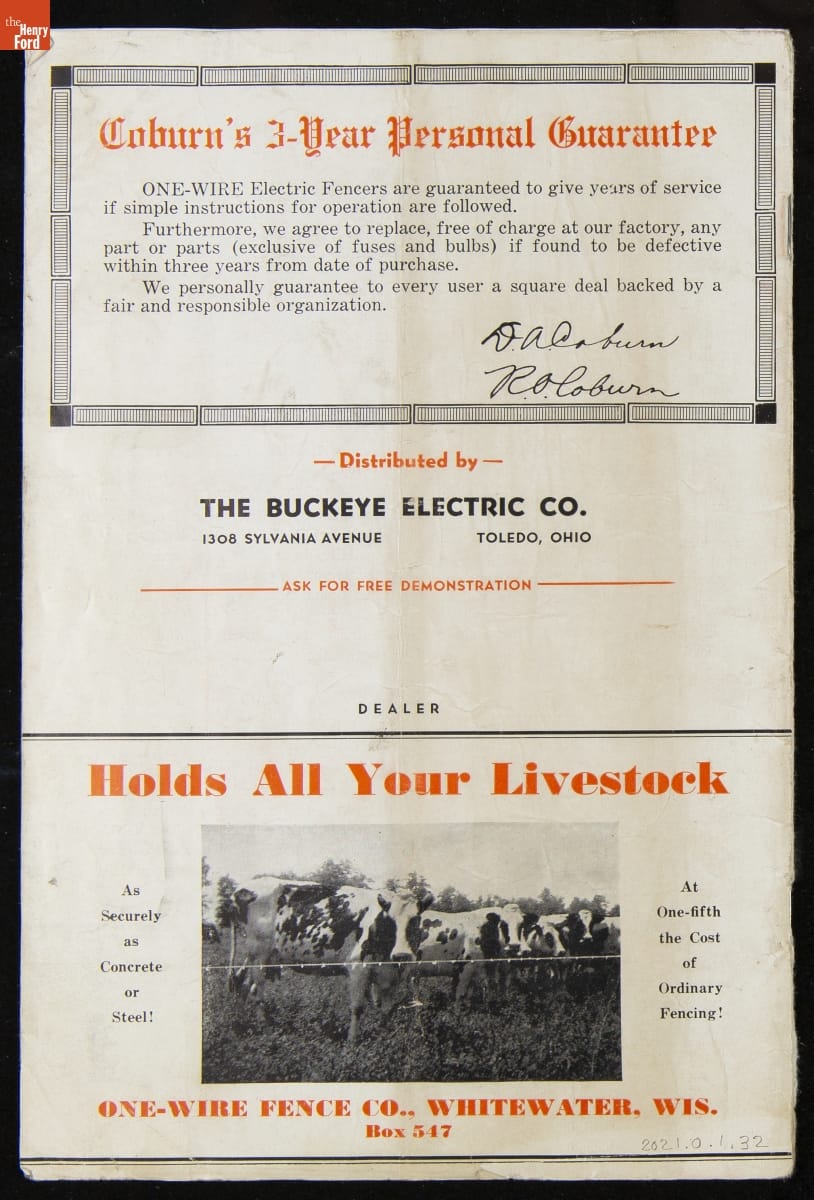 the
Henry
Ford
Coburn's 3-Year Personal Guarantee
ONE-WIRE Electric Fencers are guaranteed to give years of service
if simple instructions for operation are followed.
Furthermore, we agree to replace, free of charge at our factory, any
part or parts (exclusive of fuses and bulbs) if found to be defective
within three years from date of purchase.
We personally guarantee to every user a square deal backed by a
fair and responsible organization.
D. A. Coburn
R. O. Coburn
— Distributed by —
THE BUCKEYE ELECTRIC CO.
1308 SYLVANIA AVENUE TOLEDO, OHIO
ASK FOR FREE DEMONSTRATION
DEALER
Holds All Your Livestock
As
Securely
as
Concrete
or
Steel!
At
One-fifth
the Cost
of
Ordinary
Fencing!
ONE-WIRE FENCE CO., WHITEWATER, WIS.
Box 547
2021.0.1.32